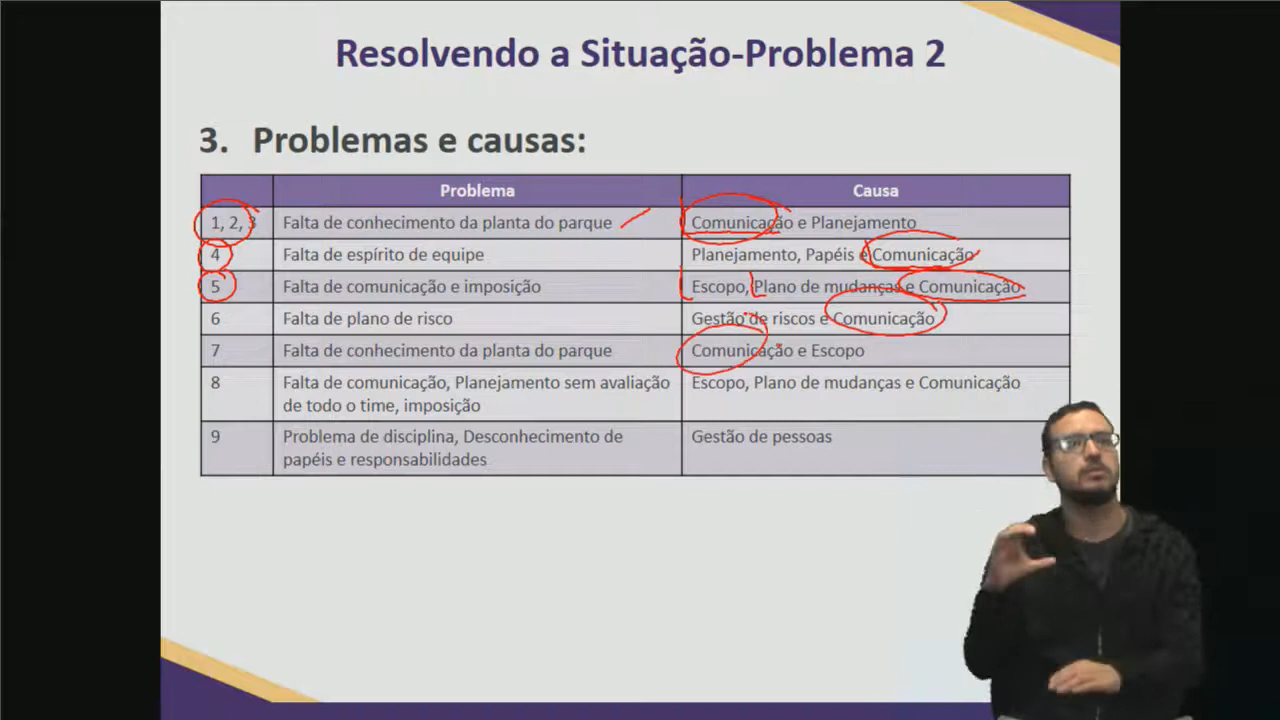 Resolvendo a Situação-Problema 2
3. Problemas e causas:
Problema Causa
1, 2, 3 Falta de conhecimento da planta do parque Comunicação e Planejamento
4 Falta de espírito de equipe Planejamento, Papéis e Comunicação
5 Falta de comunicação e imposição Escopo, Plano de mudanças e Comunicação
6 Falta de plano de risco Gestão de riscos e Comunicação
7 Falta de conhecimento da planta do parque Comunicação e Escopo
8 Falta de comunicação, Planejamento sem avaliação Escopo, Plano de mudanças e Comunicação
de todo o time, imposição
9 Problema de disciplina, Desconhecimento de Gestão de pessoas
papéis e responsabilidades